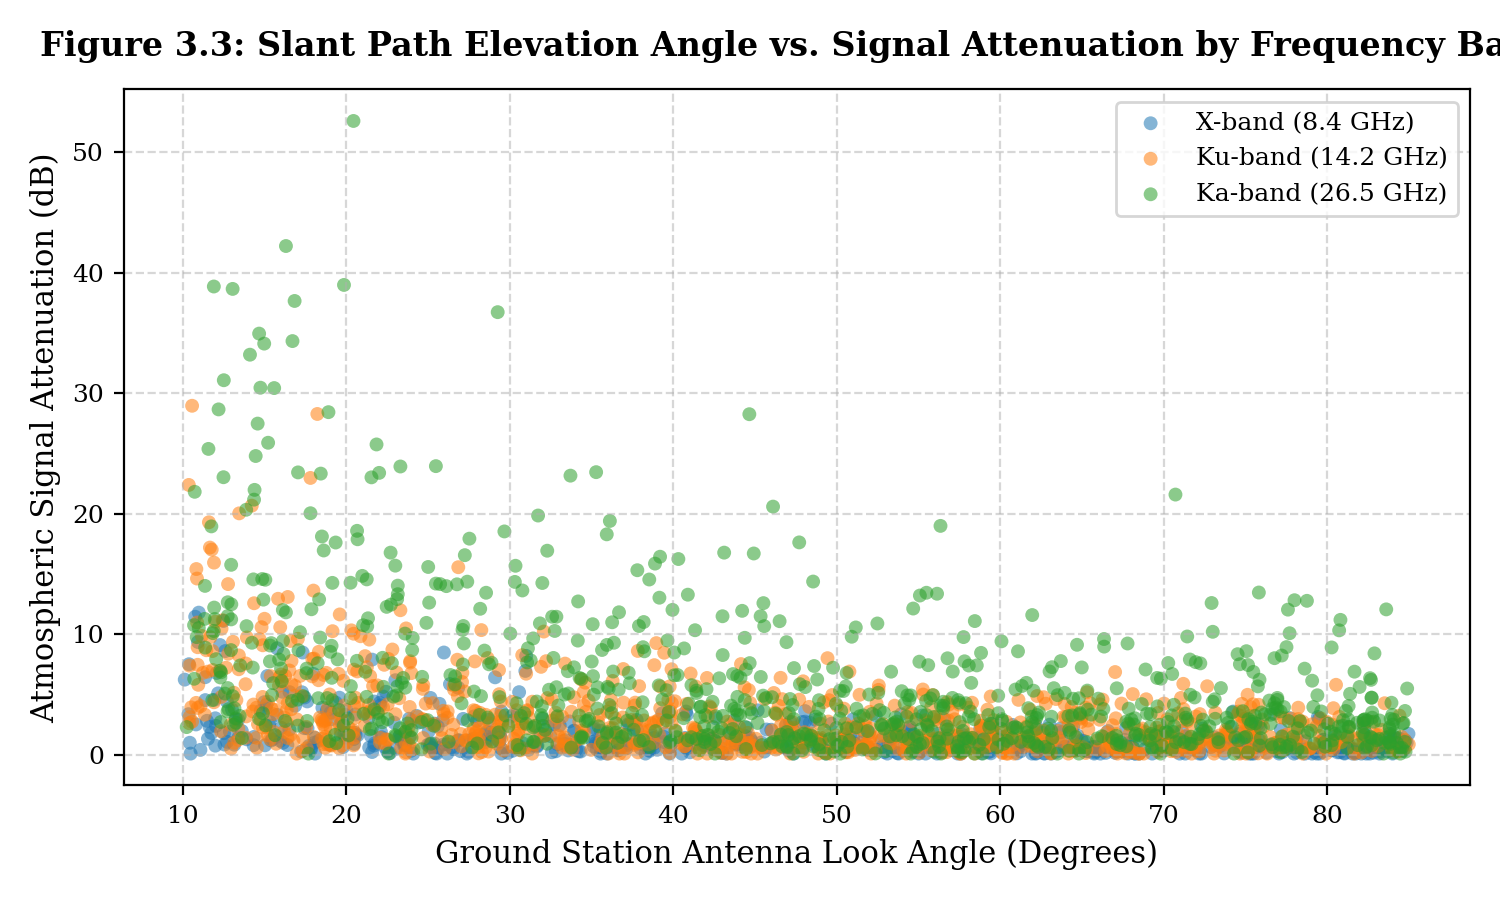 Figure 3.3: Slant Path Elevation Angle vs. Signal Attenuation by Frequency Ba
X-band (8.4 GHz)
Ku-band (14.2 GHz)
Ka-band (26.5 GHz)
Atmospheric Signal Attenuation (dB)
50
40
30
20
10
0
10 20 30 40 50 60 70 80
Ground Station Antenna Look Angle (Degrees)